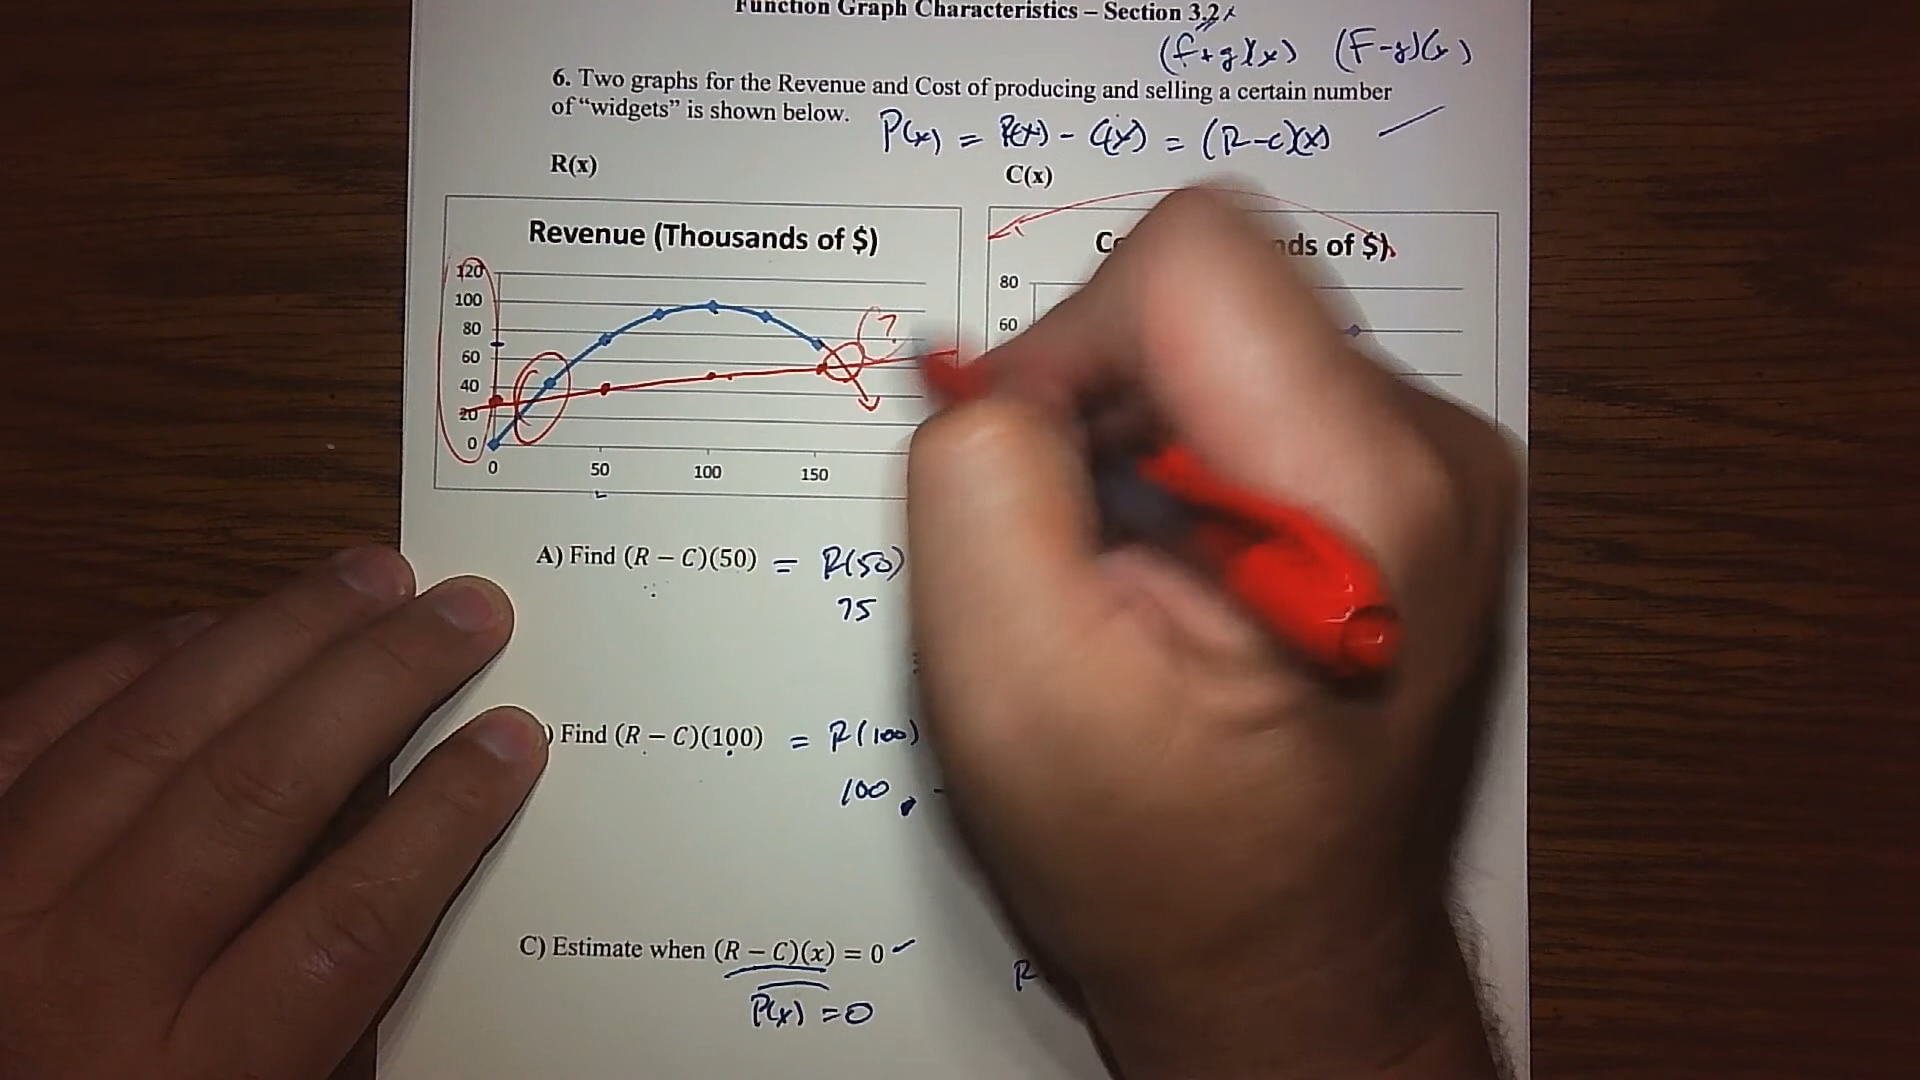 Function Graph Characteristics – Section 3.2
(f+g)(x) (F-g)(x)
6. Two graphs for the Revenue and Cost of producing and selling a certain number
of “widgets” is shown below.
P(x) = R(x) - C(x) = (R-C)(x)
R(x)
C(x)
Revenue (Thousands of $)
120
100
80
60
40
20
0
0 50 100 150
?
nds of $)
80
60
A) Find (R – C)(50) = R(50)
75
) Find (R – C)(100) = R(100)
100 -
C) Estimate when (R – C)(x) = 0
R
P(x) = 0